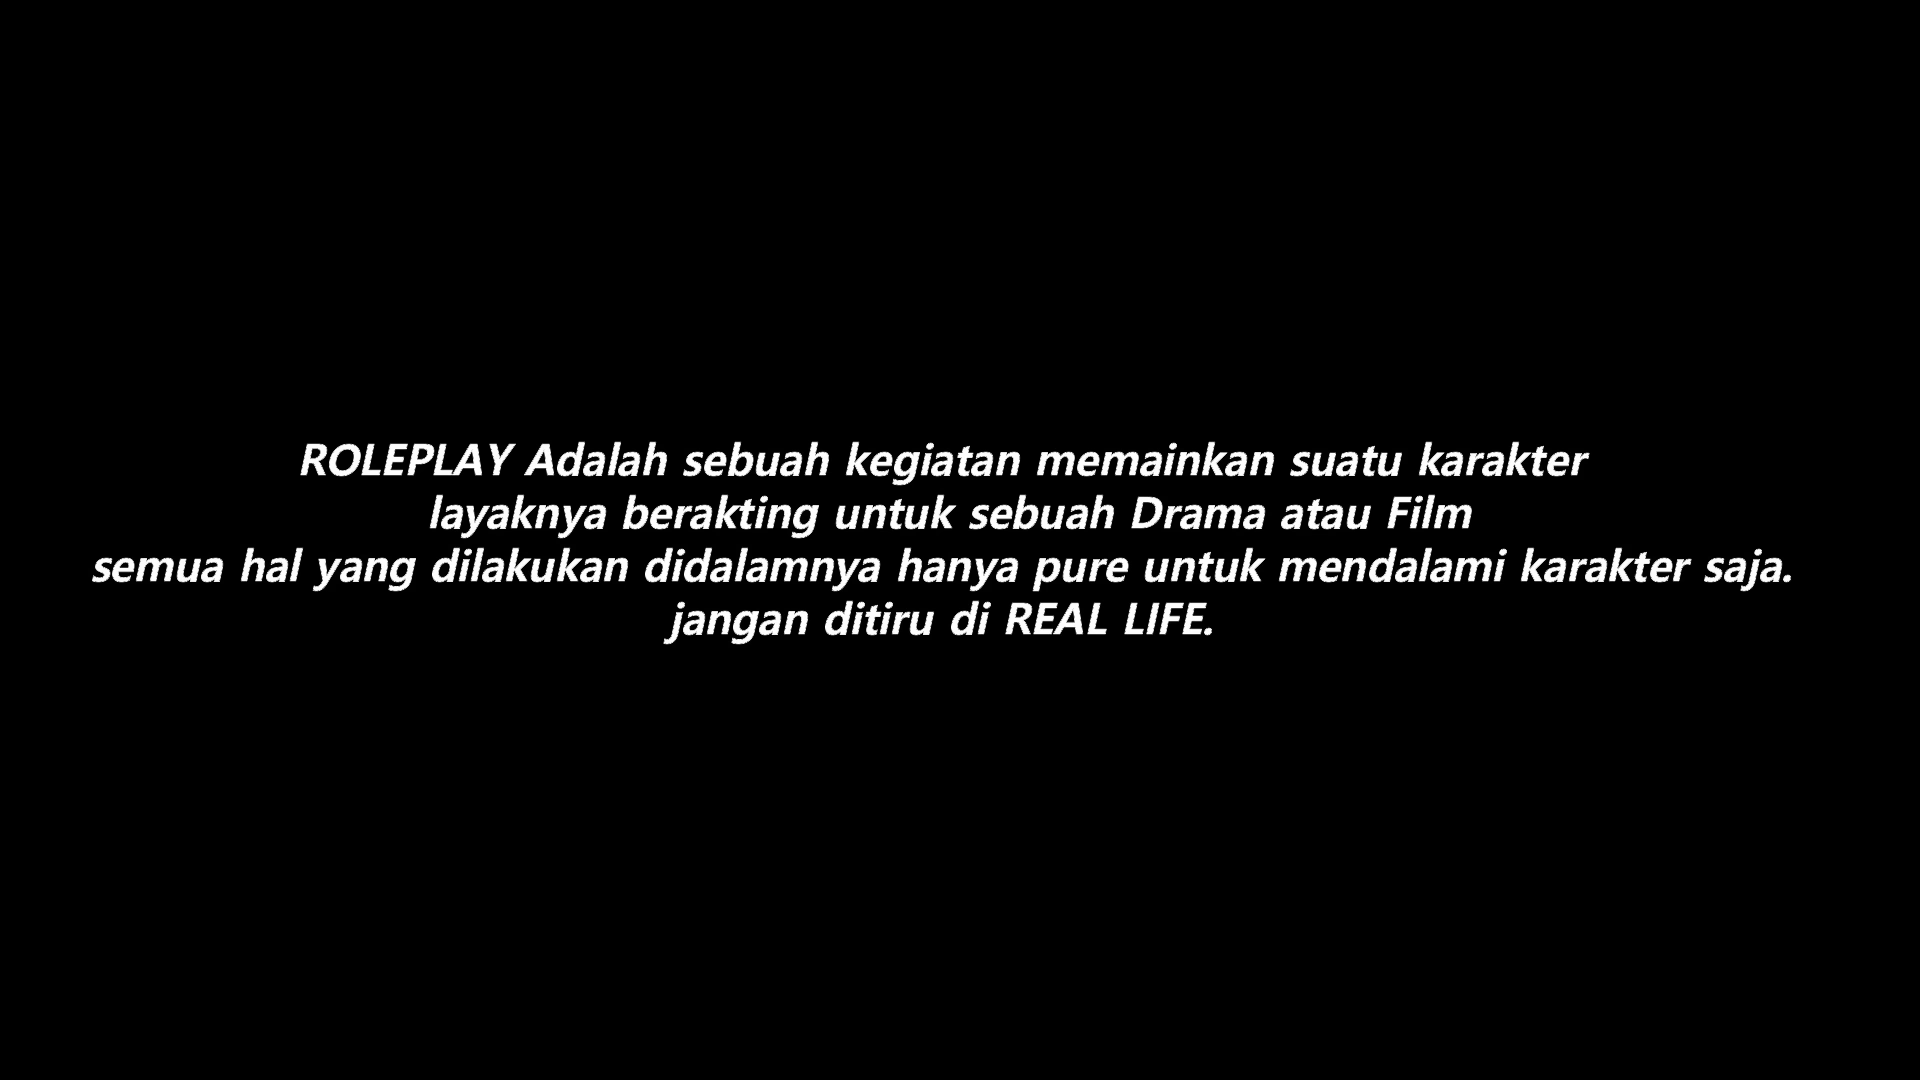 ROLEPLAY Adalah sebuah kegiatan memainkan suatu karakter
layaknya berakting untuk sebuah Drama atau Film
semua hal yang dilakukan didalamnya hanya pure untuk mendalami karakter saja.
jangan ditiru di REAL LIFE.